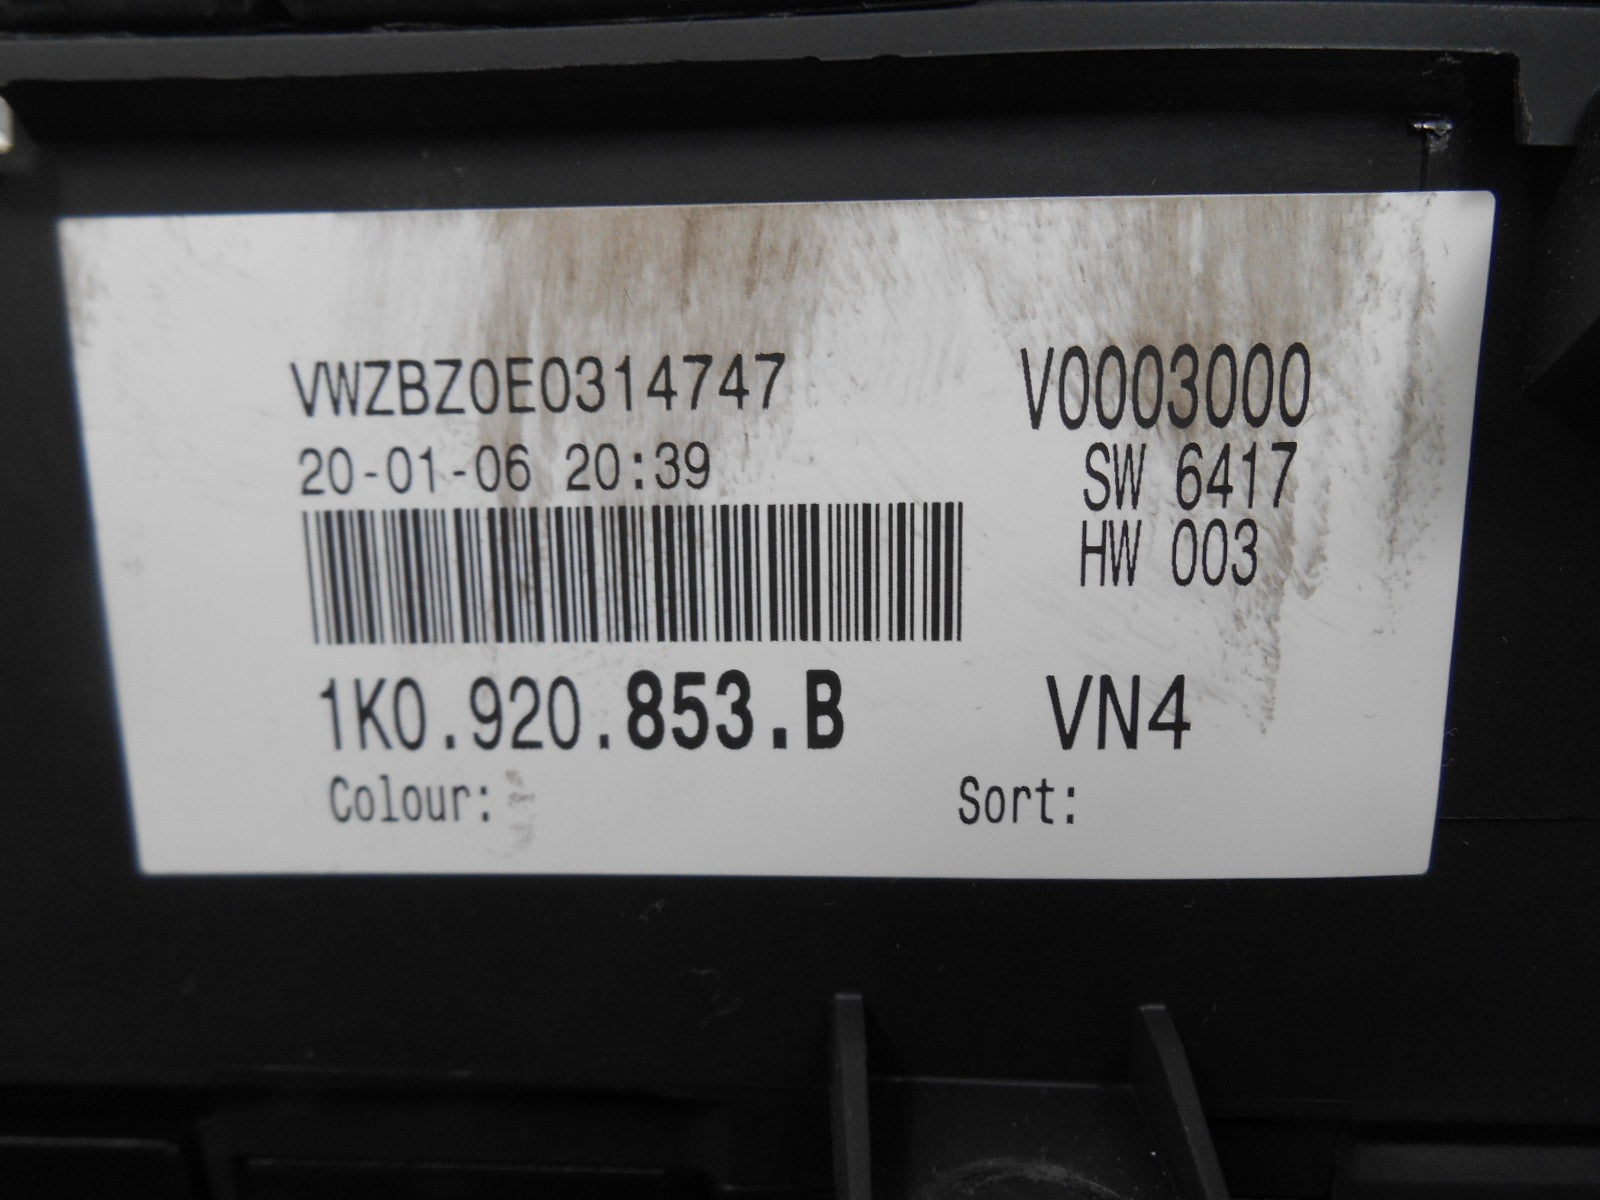 VWZBZ0E0314747
V0003000
20-01-06 20:39
SW 6417
HW 003
1K0.920.853.B
VN4
Colour:
Sort: